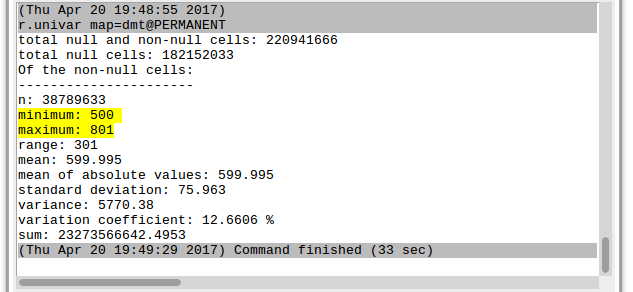 (Thu Apr 20 19:48:55 2017)
r.univar map=dmt@PERMANENT
total null and non-null cells: 220941666
total null cells: 182152033
Of the non-null cells:
----------------------
n: 38789633
minimum: 500
maximum: 801
range: 301
mean: 599.995
mean of absolute values: 599.995
standard deviation: 75.963
variance: 5770.38
variation coefficient: 12.6606 %
sum: 23273566642.4953
(Thu Apr 20 19:49:29 2017) Command finished (33 sec)